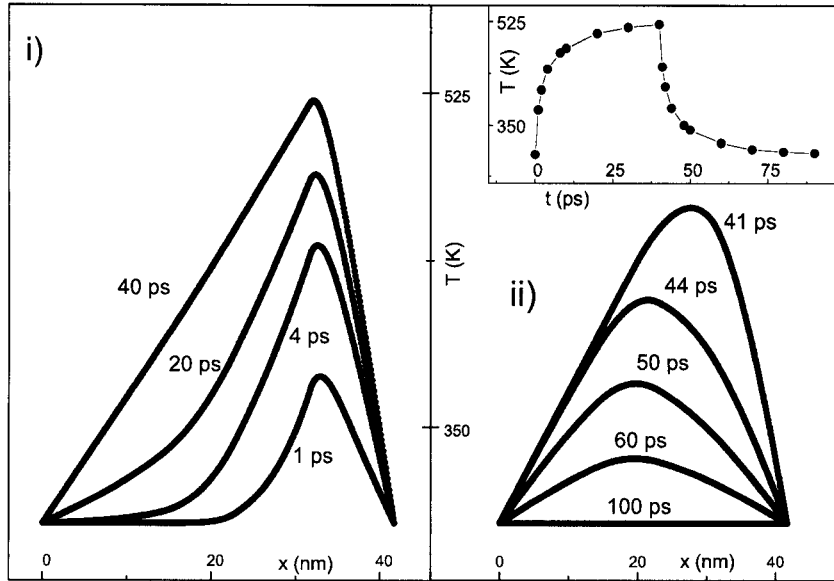 i)
525
T (K)
350
0
25
50
75
t (ps)
525
T (K)
350
40 ps
20 ps
4 ps
1 ps
0
20
x (nm)
40
ii)
41 ps
44 ps
50 ps
60 ps
100 ps
0
20
x (nm)
40